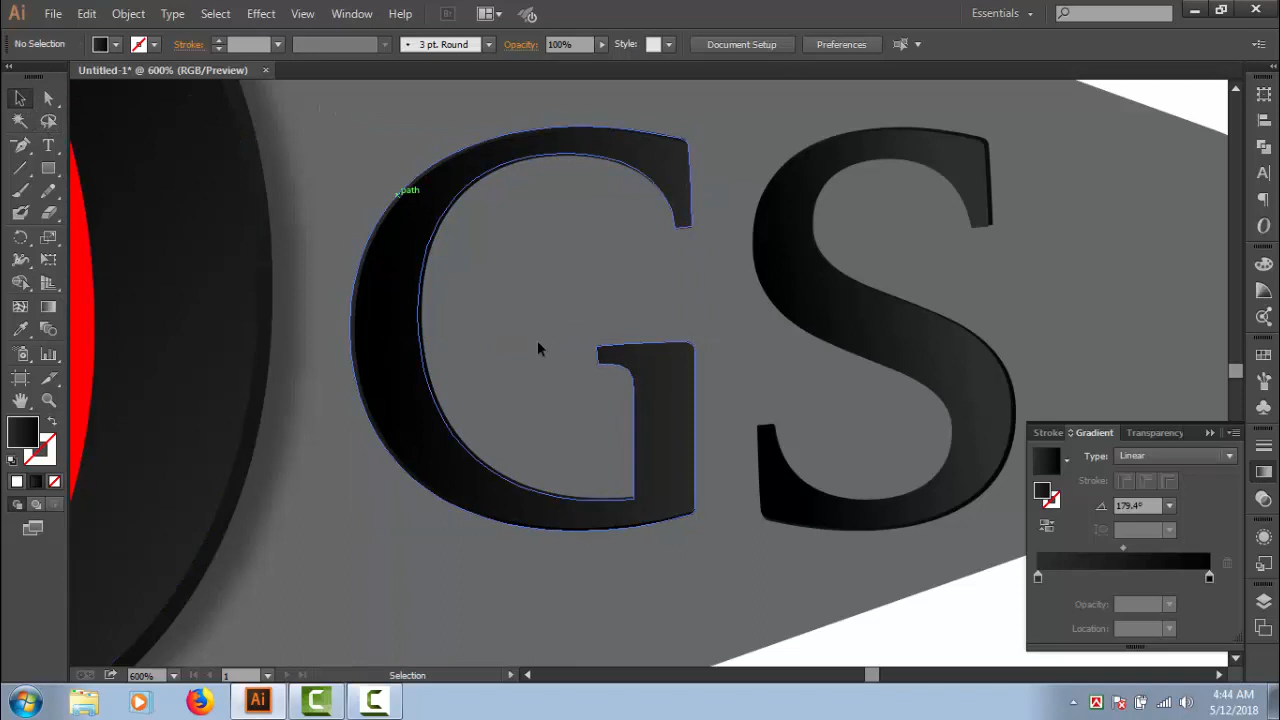 Ai File Edit Object Type Select Effect View Window Help Br Essentials
No Selection Stroke: 3 pt. Round Opacity: 100% Style: Document Setup Preferences
Untitled-1* @ 600% (RGB/Preview) ×
path
GS
Stroke Gradient Transparency
Type: Linear
Stroke:
179.4°
Opacity:
Location:
600% 1 Selection
Ai C C 4:44 AM
5/12/2018